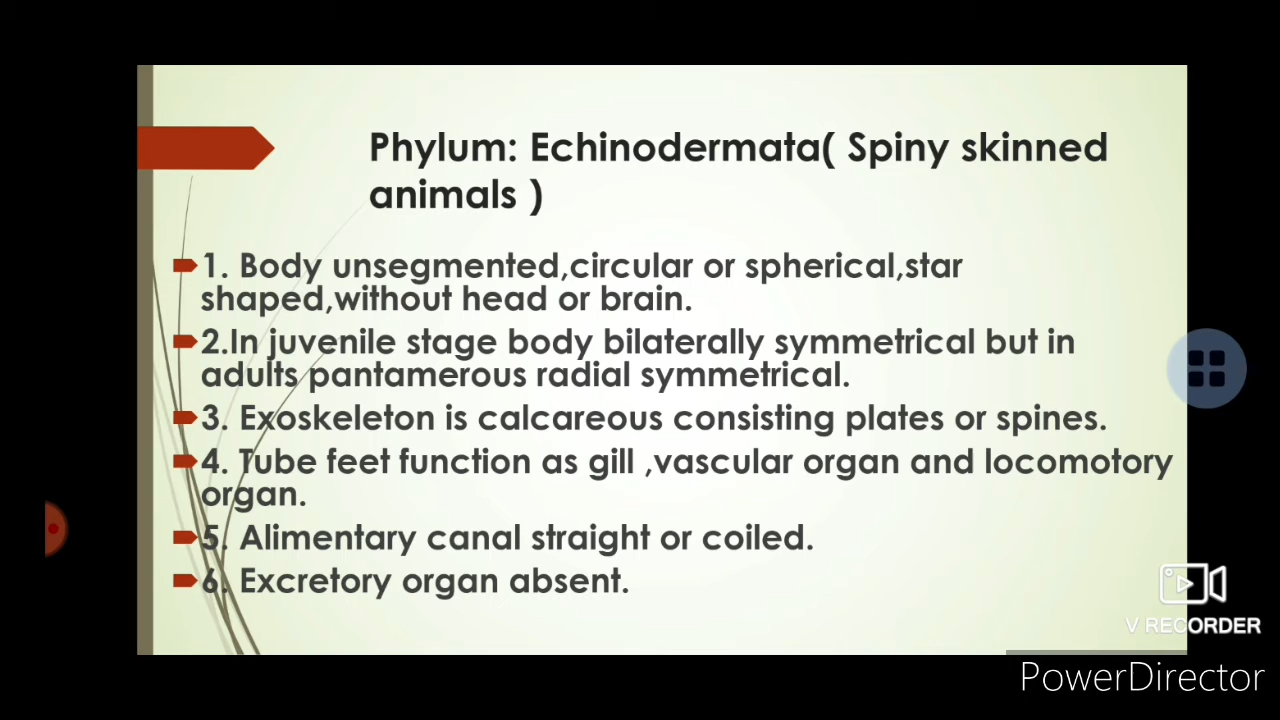 Phylum: Echinodermata( Spiny skinned
animals )
1. Body unsegmented,circular or spherical,star
shaped,without head or brain.
2.In juvenile stage body bilaterally symmetrical but in
adults pantamerous radial symmetrical.
3. Exoskeleton is calcareous consisting plates or spines.
4. Tube feet function as gill ,vascular organ and locomotory
organ.
5. Alimentary canal straight or coiled.
6. Excretory organ absent.
V RECORDER
PowerDirector